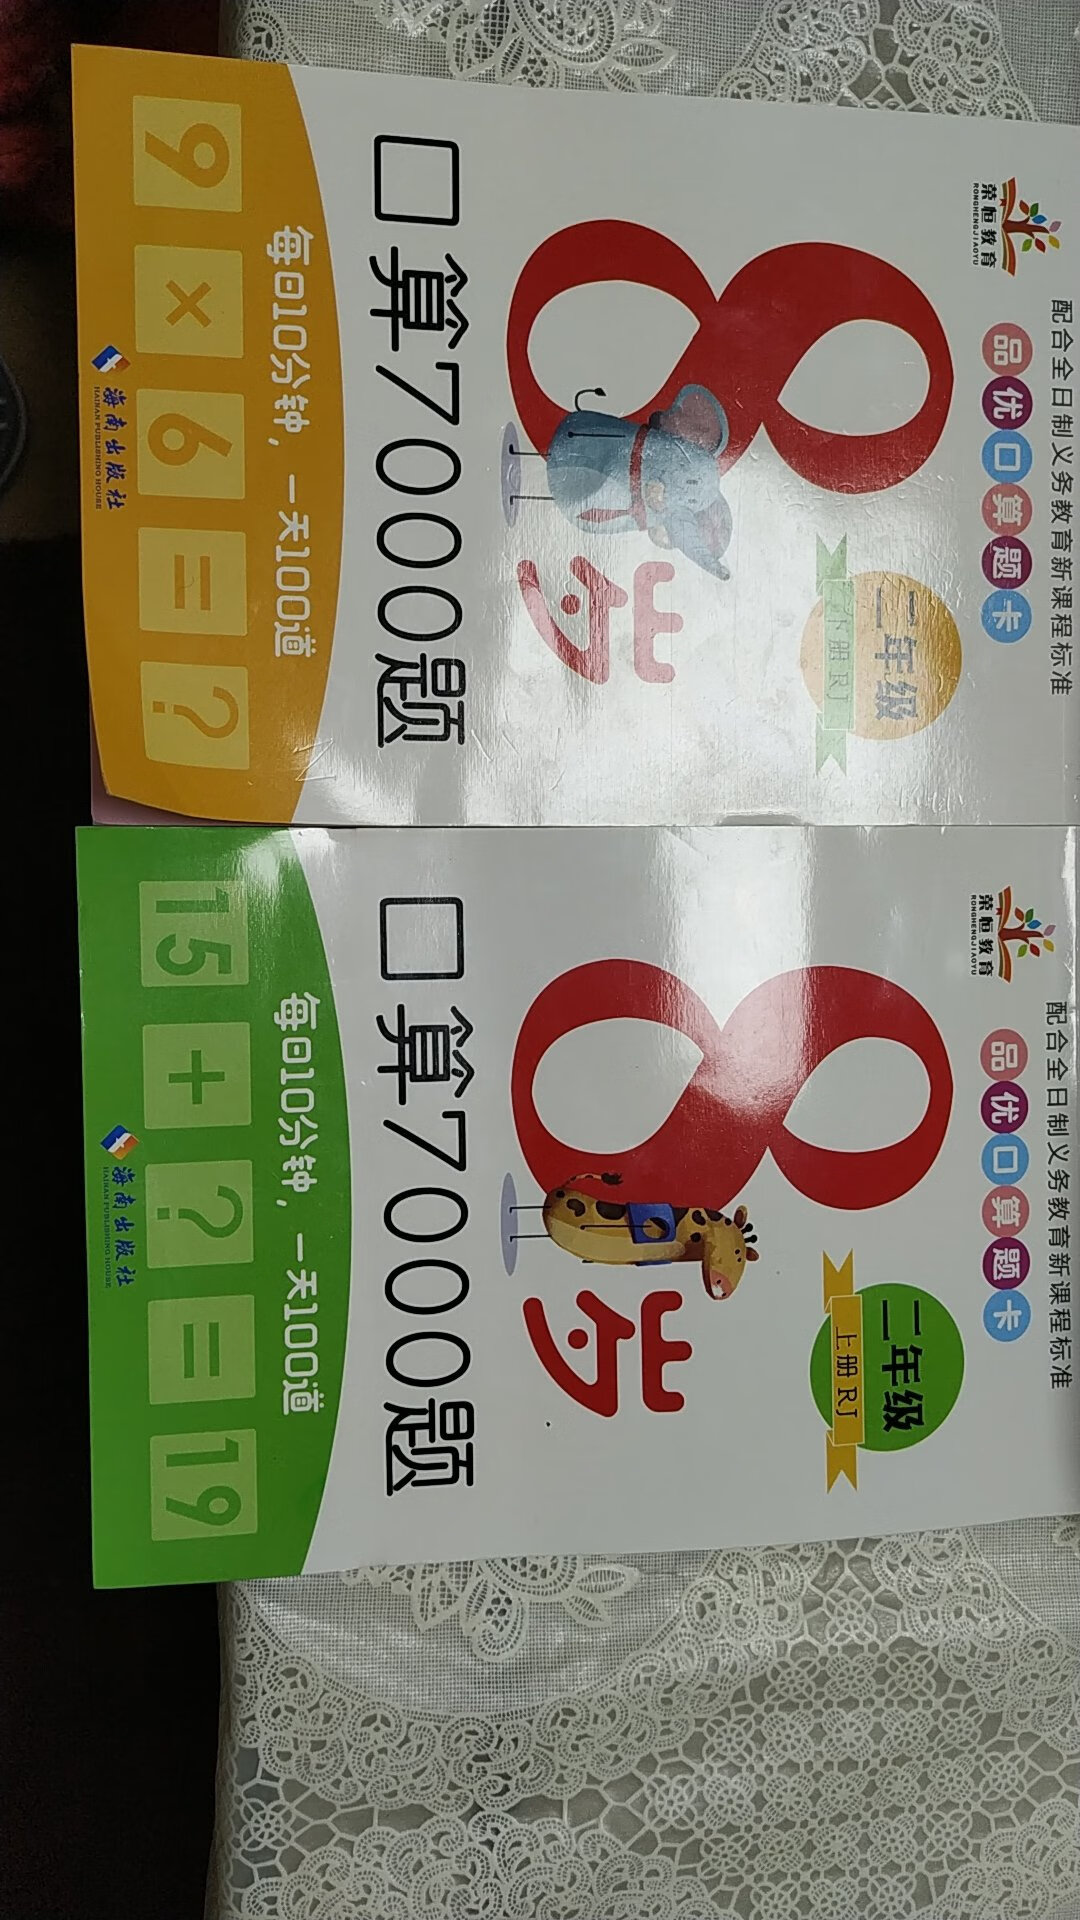 荣恒教育
RONGHENGJIAOYU
配合全日制义务教育新课程标准
品优口算题卡
8岁
二年级
下册RJ
口算7000题
每日10分钟,一天100道
9×6=?
海南出版社
HAINAN PUBLISHING HOUSE
荣恒教育
RONGHENGJIAOYU
配合全日制义务教育新课程标准
品优口算题卡
8岁
二年级
上册RJ
口算7000题
每日10分钟,一天100道
15+?=19
海南出版社
HAINAN PUBLISHING HOUSE